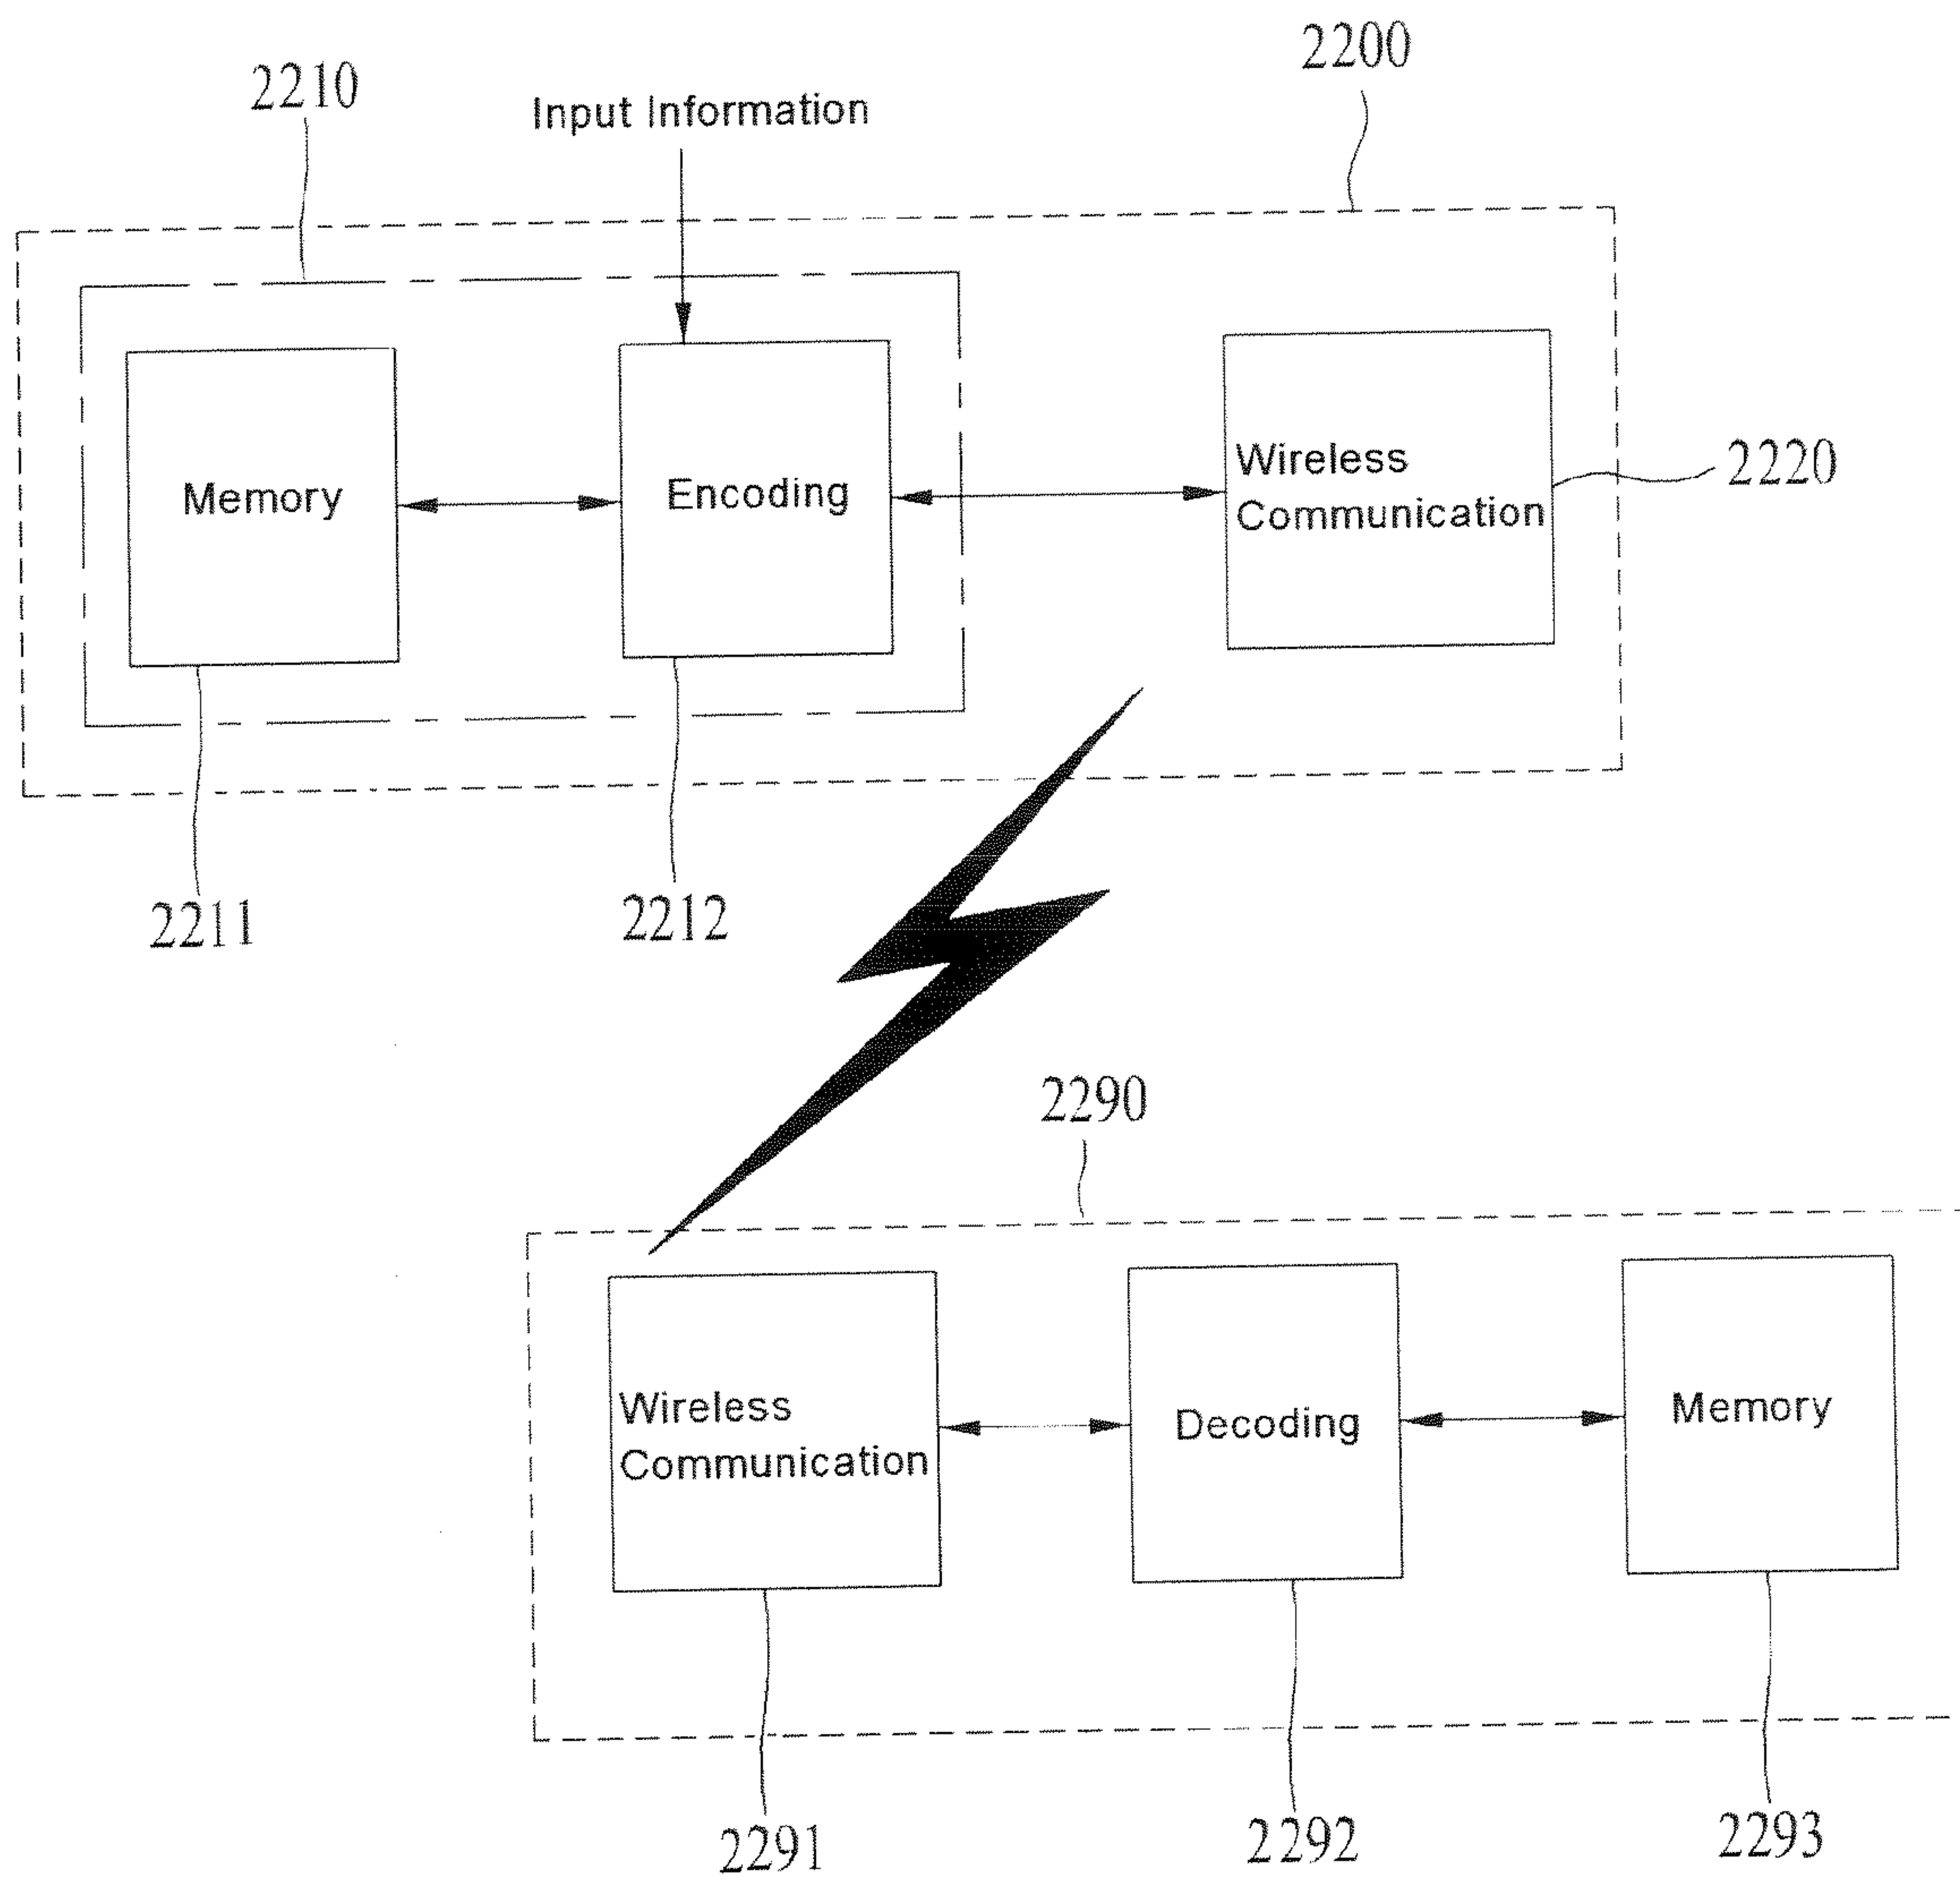 2200
2210
Input Information
Memory
Encoding
Wireless
Communication
2220
2211
2212
2290
Wireless
Communication
Decoding
Memory
2291
2292
2293